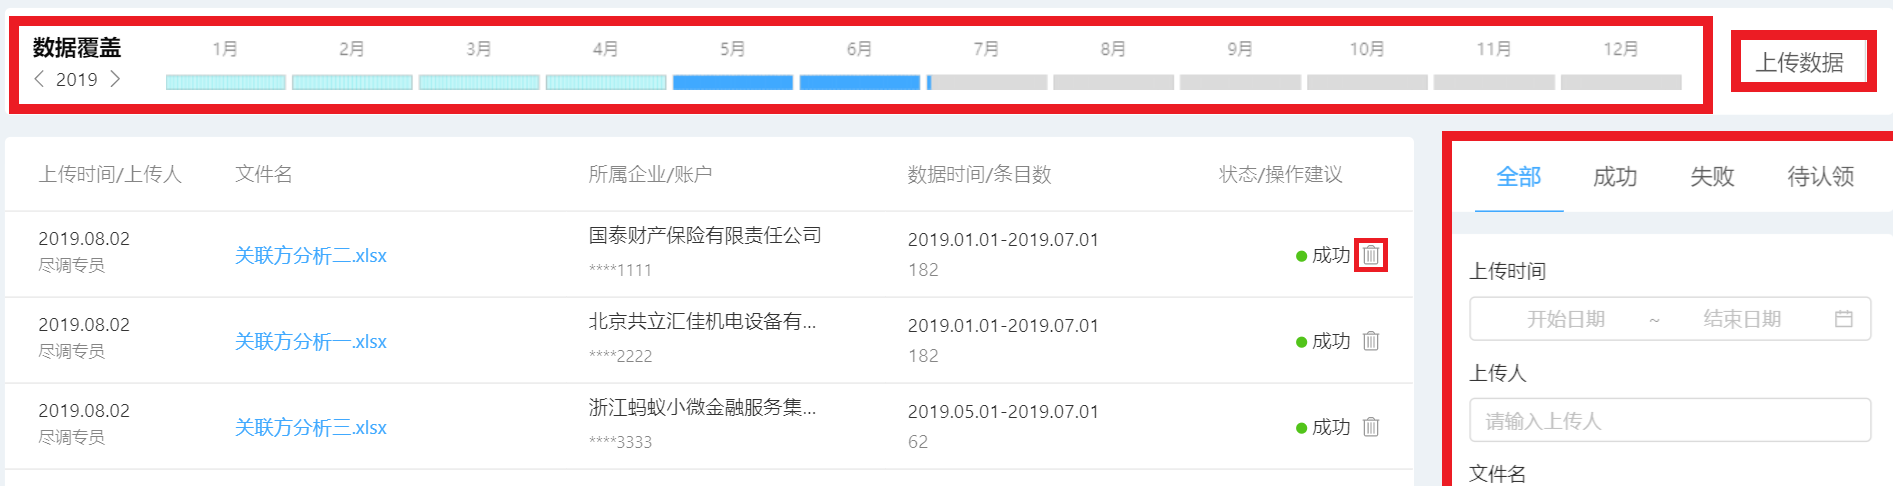 数据覆盖 1月 2月 3月 4月 5月 6月 7月 8月 9月 10月 11月 12月
< 2019 >
上传数据
上传时间/上传人 文件名 所属企业/账户 数据时间/条目数 状态/操作建议
2019.08.02 关联方分析二.xlsx 国泰财产保险有限责任公司 2019.01.01-2019.07.01 成功
尽调专员 ****1111 182
2019.08.02 关联方分析一.xlsx 北京共立汇佳机电设备有... 2019.01.01-2019.07.01 成功
尽调专员 ****2222 182
2019.08.02 关联方分析三.xlsx 浙江蚂蚁小微金融服务集... 2019.05.01-2019.07.01 成功
尽调专员 ****3333 62
全部 成功 失败 待认领
上传时间
开始日期 ~ 结束日期
上传人
请输入上传人
文件名